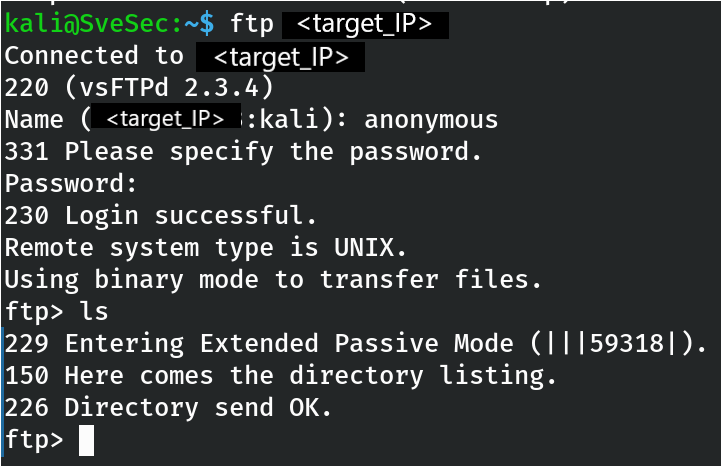 kali@SveSec:~$ ftp <target_IP>
Connected to <target_IP>
220 (vsFTPd 2.3.4)
Name ( <target_IP> :kali): anonymous
331 Please specify the password.
Password:
230 Login successful.
Remote system type is UNIX.
Using binary mode to transfer files.
ftp> ls
229 Entering Extended Passive Mode (|||59318|).
150 Here comes the directory listing.
226 Directory send OK.
ftp>